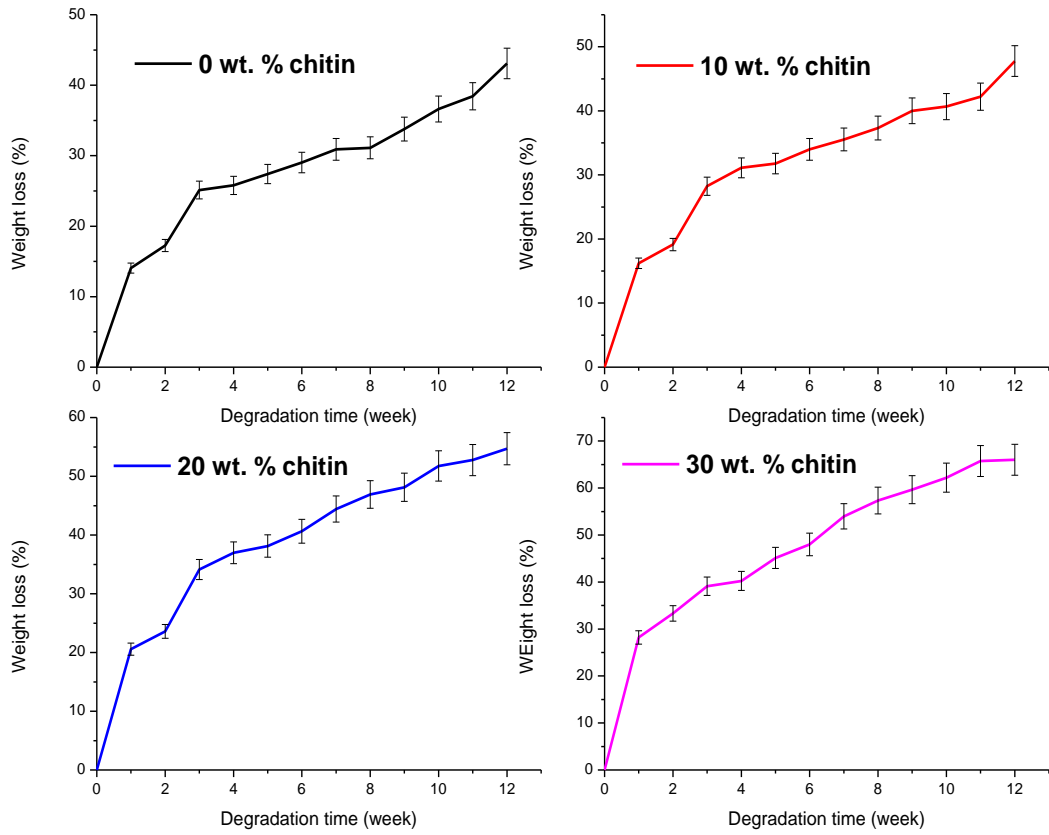 0 wt. % chitin
50
40
30
20
10
0
Weight loss (%)
0 2 4 6 8 10 12
Degradation time (week)
10 wt. % chitin
50
40
30
20
10
0
Weight loss (%)
0 2 4 6 8 10 12
Degradation time (week)
20 wt. % chitin
60
50
40
30
20
10
0
Weight loss (%)
0 2 4 6 8 10 12
Degradation time (week)
30 wt. % chitin
70
60
50
40
30
20
10
0
WEight loss (%)
0 2 4 6 8 10 12
Degradation time (week)